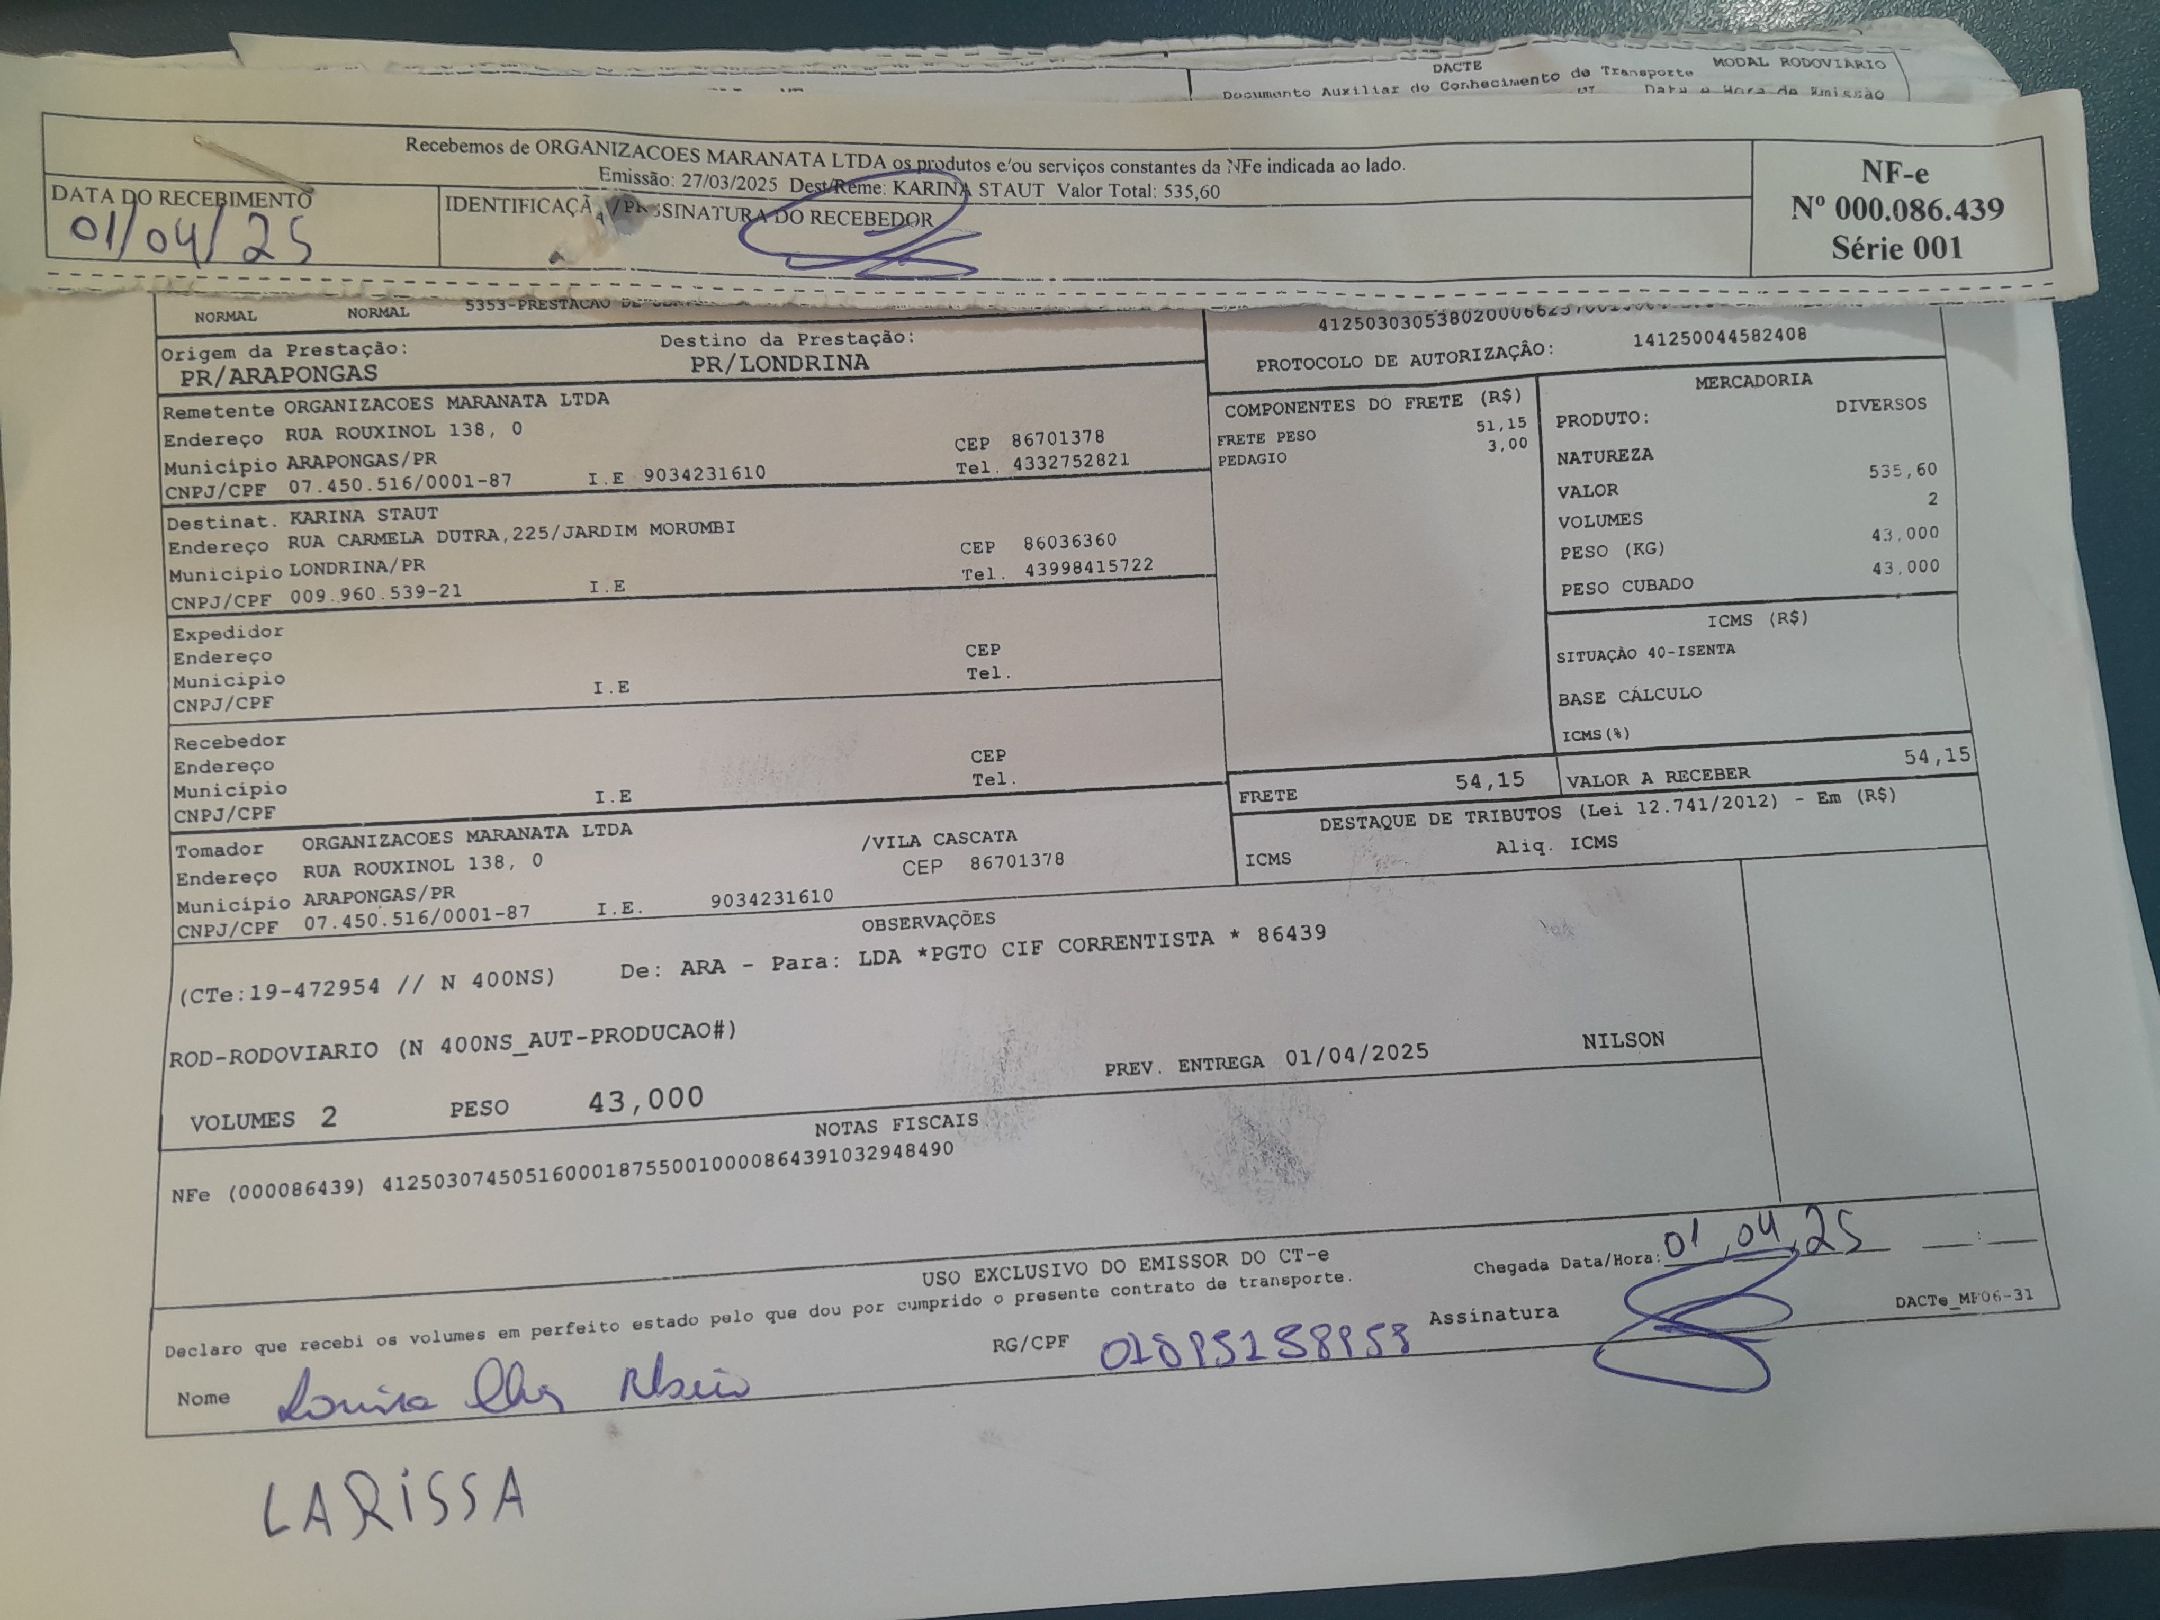 DACTE MODAL RODOVIÁRIO
Documento Auxiliar do Conhecimento de Transporte Data e Hora de Emissão
Recebemos de ORGANIZACOES MARANATA LTDA os produtos e/ou serviços constantes da NFe indicada ao lado.
Emissão: 27/03/2025 Dest/Reme: KARINA STAUT Valor Total: 535,60
DATA DO RECEBIMENTO
01/04/25
DO RECEBEDOR
NF-e
Nº 000.086.439
Série 001
NORMAL NORMAL 5353-PRESTACAO
PROTOCOLO DE AUTORIZAÇÃO: 141250044582408
Origem da Prestação: Destino da Prestação:
PR/ARAPONGAS PR/LONDRINA
Remetente ORGANIZACOES MARANATA LTDA
Endereço RUA ROUXINOL 138, 0 CEP 86701378
Município ARAPONGAS/PR Tel. 4332752821
CNPJ/CPF 07.450.516/0001-87 I.E 9034231610
Destinat. KARINA STAUT
Endereço RUA CARMELA DUTRA,225/JARDIM MORUMBI CEP 86036360
Município LONDRINA/PR Tel. 43998415722
CNPJ/CPF 009.960.539-21 I.E
Expedidor
Endereço CEP
Município Tel.
CNPJ/CPF I.E
Recebedor
Endereço CEP
Município Tel.
CNPJ/CPF I.E
Tomador ORGANIZACOES MARANATA LTDA /VILA CASCATA
Endereço RUA ROUXINOL 138, 0 CEP 86701378
Município ARAPONGAS/PR
CNPJ/CPF 07.450.516/0001-87 I.E. 9034231610
COMPONENTES DO FRETE (R$)
FRETE PESO 51,15
PEDAGIO 3,00
FRETE 54,15
MERCADORIA
PRODUTO: DIVERSOS
NATUREZA
VALOR 535,60
VOLUMES 2
PESO (KG) 43,000
PESO CUBADO 43,000
ICMS (R$)
SITUAÇÃO 40-ISENTA
BASE CÁLCULO
ICMS(%)
VALOR A RECEBER 54,15
DESTAQUE DE TRIBUTOS (Lei 12.741/2012) - Em (R$)
ICMS Aliq. ICMS
OBSERVAÇÕES
(CTe:19-472954 // N 400NS) De: ARA - Para: LDA *PGTO CIF CORRENTISTA * 86439
ROD-RODOVIARIO (N 400NS_AUT-PRODUCAO#)
PREV. ENTREGA 01/04/2025 NILSON
VOLUMES 2 PESO 43,000
NOTAS FISCAIS
NFe (000086439) 41250307450516000187550010000864391032948490
USO EXCLUSIVO DO EMISSOR DO CT-e
Declaro que recebi os volumes em perfeito estado pelo que dou por cumprido o presente contrato de transporte.
Chegada Data/Hora: 01,04,25
Nome RG/CPF Assinatura DACTe_MF06-31
LARISSA